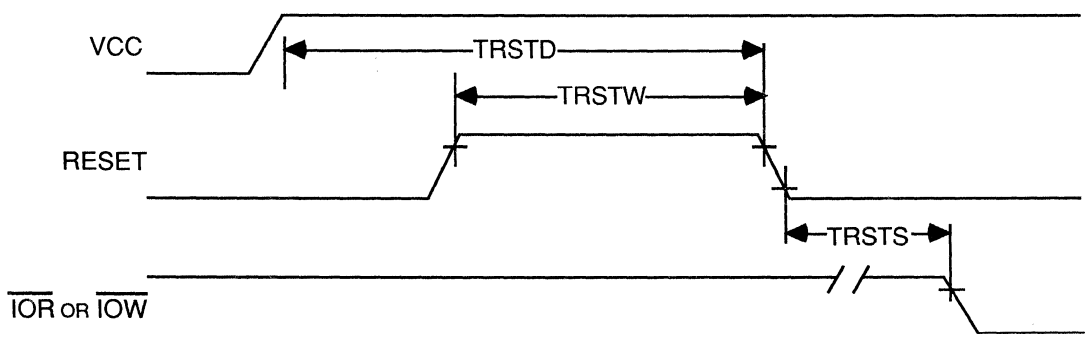 VCC
TRSTD
TRSTW
RESET
TRSTS
IOR OR IOW